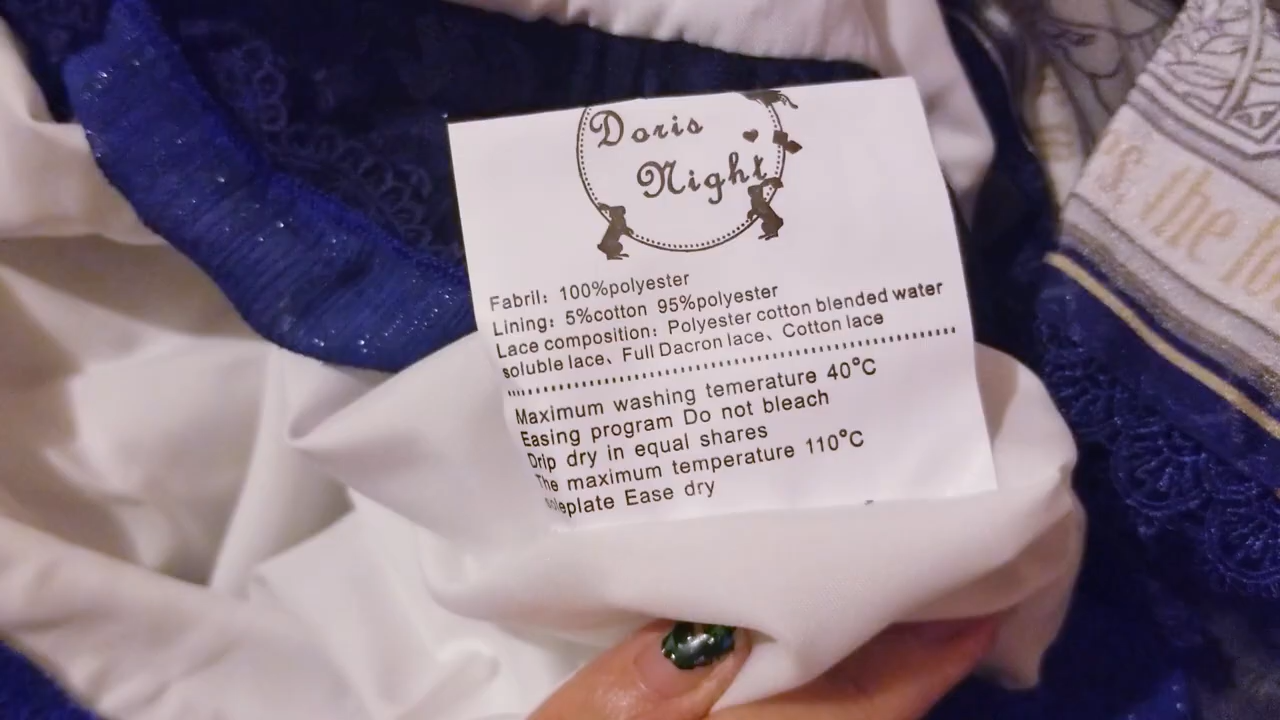 Doris
Night
Fabril: 100%polyester
Lining: 5%cotton 95%polyester
Lace composition: Polyester cotton blended water
soluble lace、Full Dacron lace、Cotton lace
Maximum washing temerature 40°C
Easing program Do not bleach
Drip dry in equal shares
The maximum temperature 110°C
soleplate Ease dry
& the